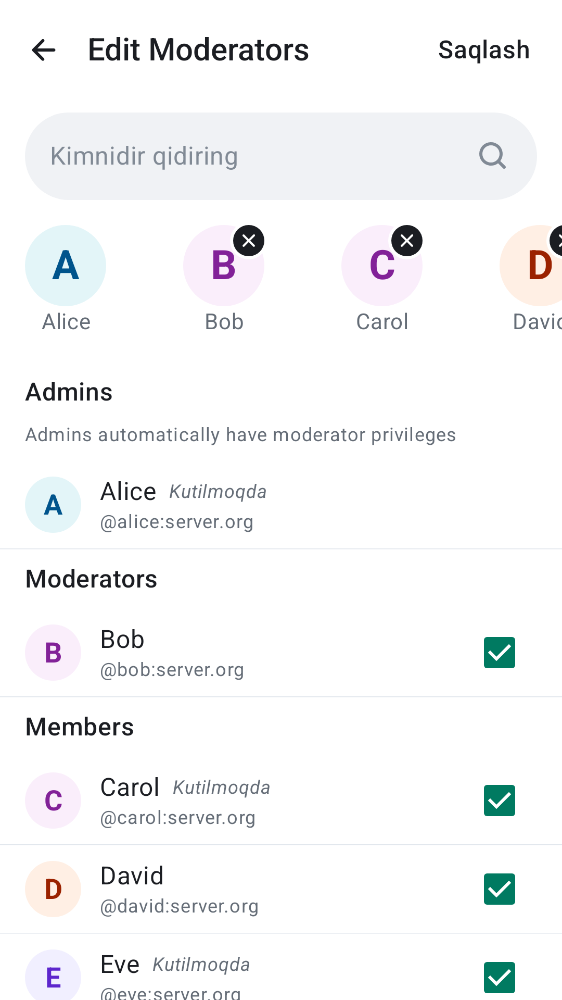 Edit Moderators
Saqlash
Kimnidir qidiring
A
B
C
D
Alice
Bob
Carol
Admins
Admins automatically have moderator privileges
A
Alice Kutilmoqda
@alice:server.org
Moderators
B
Bob
@bob:server.org
Members
C
Carol Kutilmoqda
@carol:server.org
D
David
@david:server.org
E
Eve Kutilmoqda
@eve:server.org